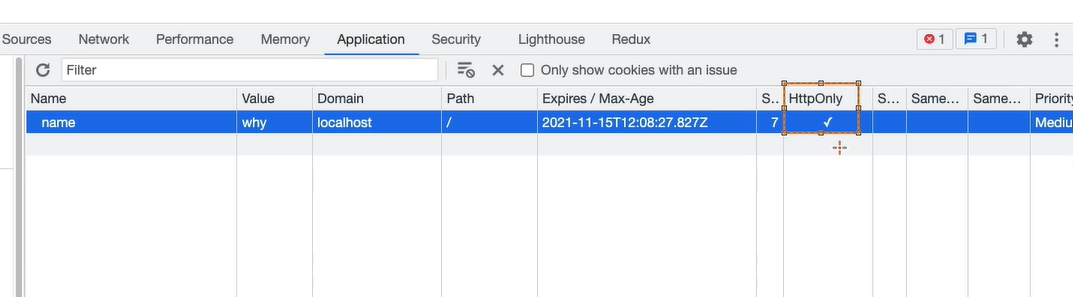 Sources Network Performance Memory Application Security Lighthouse Redux 1 1
Filter Only show cookies with an issue
Name Value Domain Path Expires / Max-Age S... HttpOnly S... Same... Same... Priority
name why localhost / 2021-11-15T12:08:27.827Z 7 ✓ Mediu